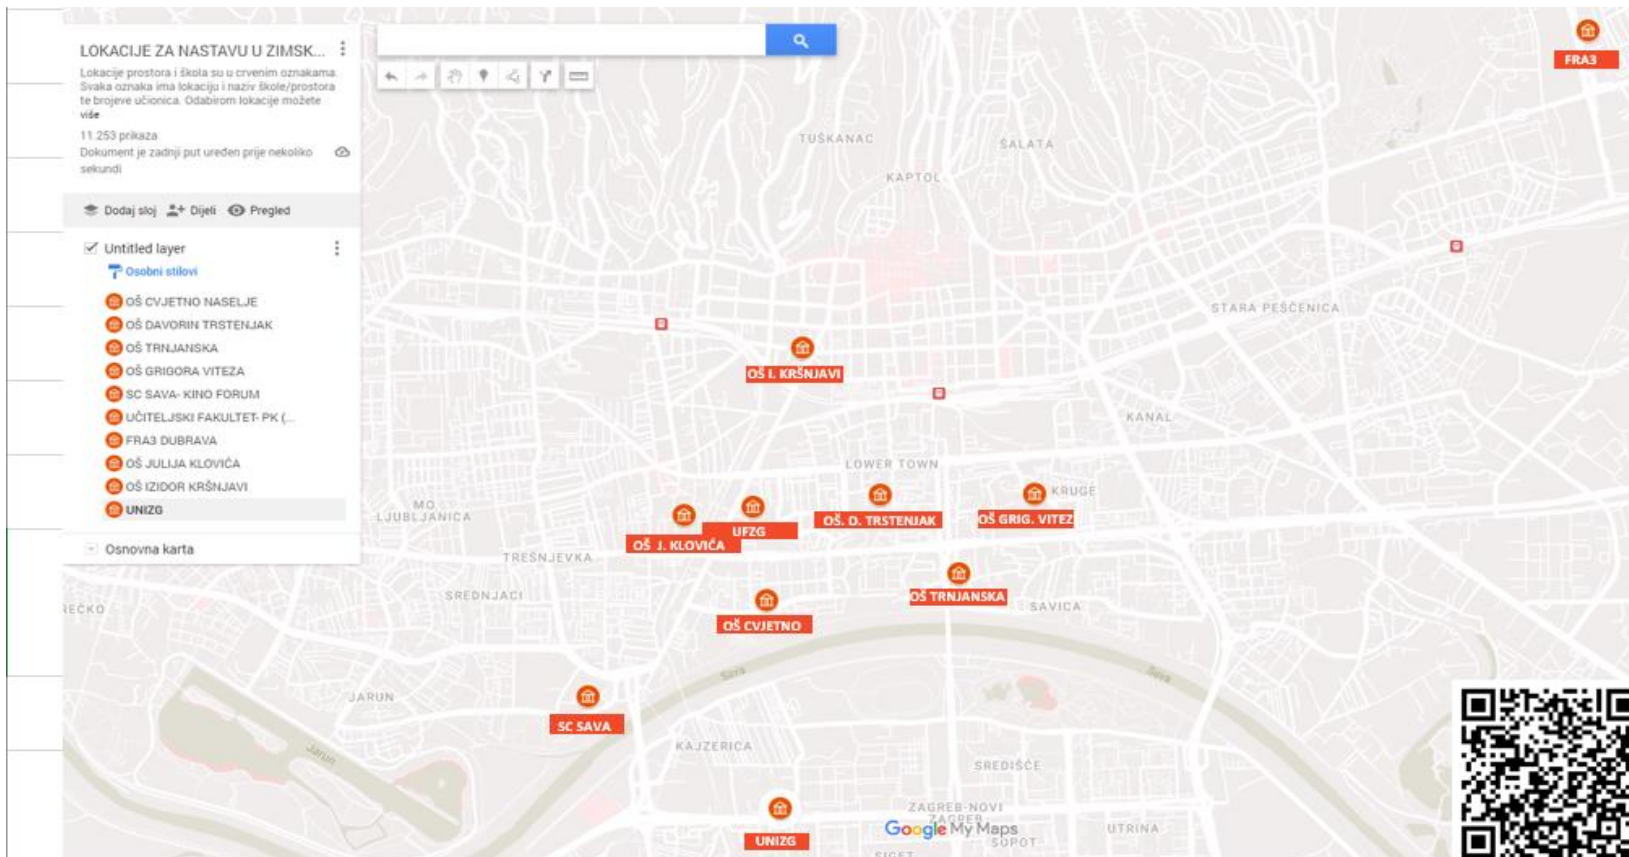 LOKACIJE ZA NASTAVU U ZIMSK...
Lokacije prostora i škola su u crvenim oznakama.
Svaka oznaka ima lokaciju i naziv škole/prostora
te brojeve učionica. Odabirom lokacije možete
više
11.253 prikaza
Dokument je zadnji put uređen prije nekoliko
sekundi
Dodaj sloj Dijeli Pregled
Untitled layer
Osobni stilovi
OŠ CVJETNO NASELJE
OŠ DAVORIN TRSTENJAK
OŠ TRNJANSKA
OŠ GRIGORA VITEZA
SC SAVA- KINO FORUM
UČITELJSKI FAKULTET- PK (...
FRA3 DUBRAVA
OŠ JULIJA KLOVIĆA
OŠ IZIDOR KRŠNJAVI
UNIZG
Osnovna karta
FRA3
TUŠKANAC
ŠALATA
KAPTOL
STARA PEŠČENICA
OŠ I. KRŠNJAVI
KANAL
LOWER TOWN
KRUGE
MO
LJUBLJANICA
OŠ. D. TRSTENJAK
OŠ GRIG. VITEZ
UFZG
OŠ J. KLOVIĆA
TREŠNJEVKA
SREDNJACI
OŠ TRNJANSKA
SAVICA
OŠ CVJETNO
Sava
Sava
JARUN
SC SAVA
Jarun
KAJZERICA
SREDIŠĆE
ZAGREB-NOVI
ZAGREB
Google My Maps
UTRINA
SOPOT
UNIZG
SIGET